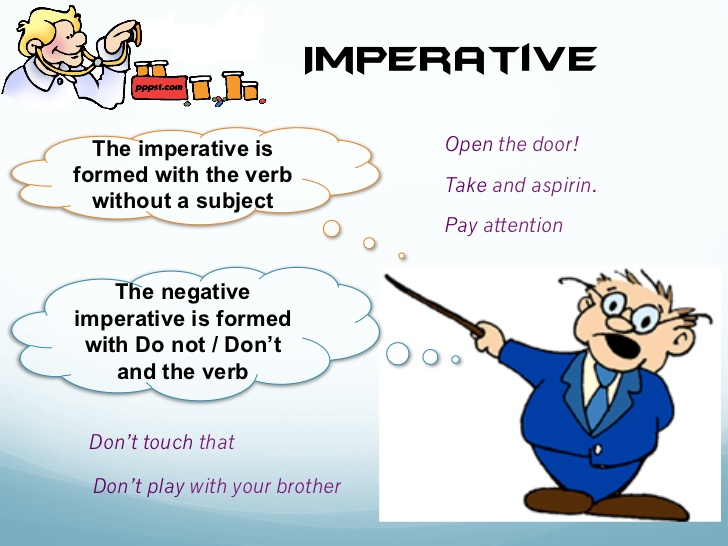 IMPERATIVE
pppst.com
The imperative is
formed with the verb
without a subject
Open the door!
Take and aspirin.
Pay attention
The negative
imperative is formed
with Do not / Don't
and the verb
Don't touch that
Don't play with your brother